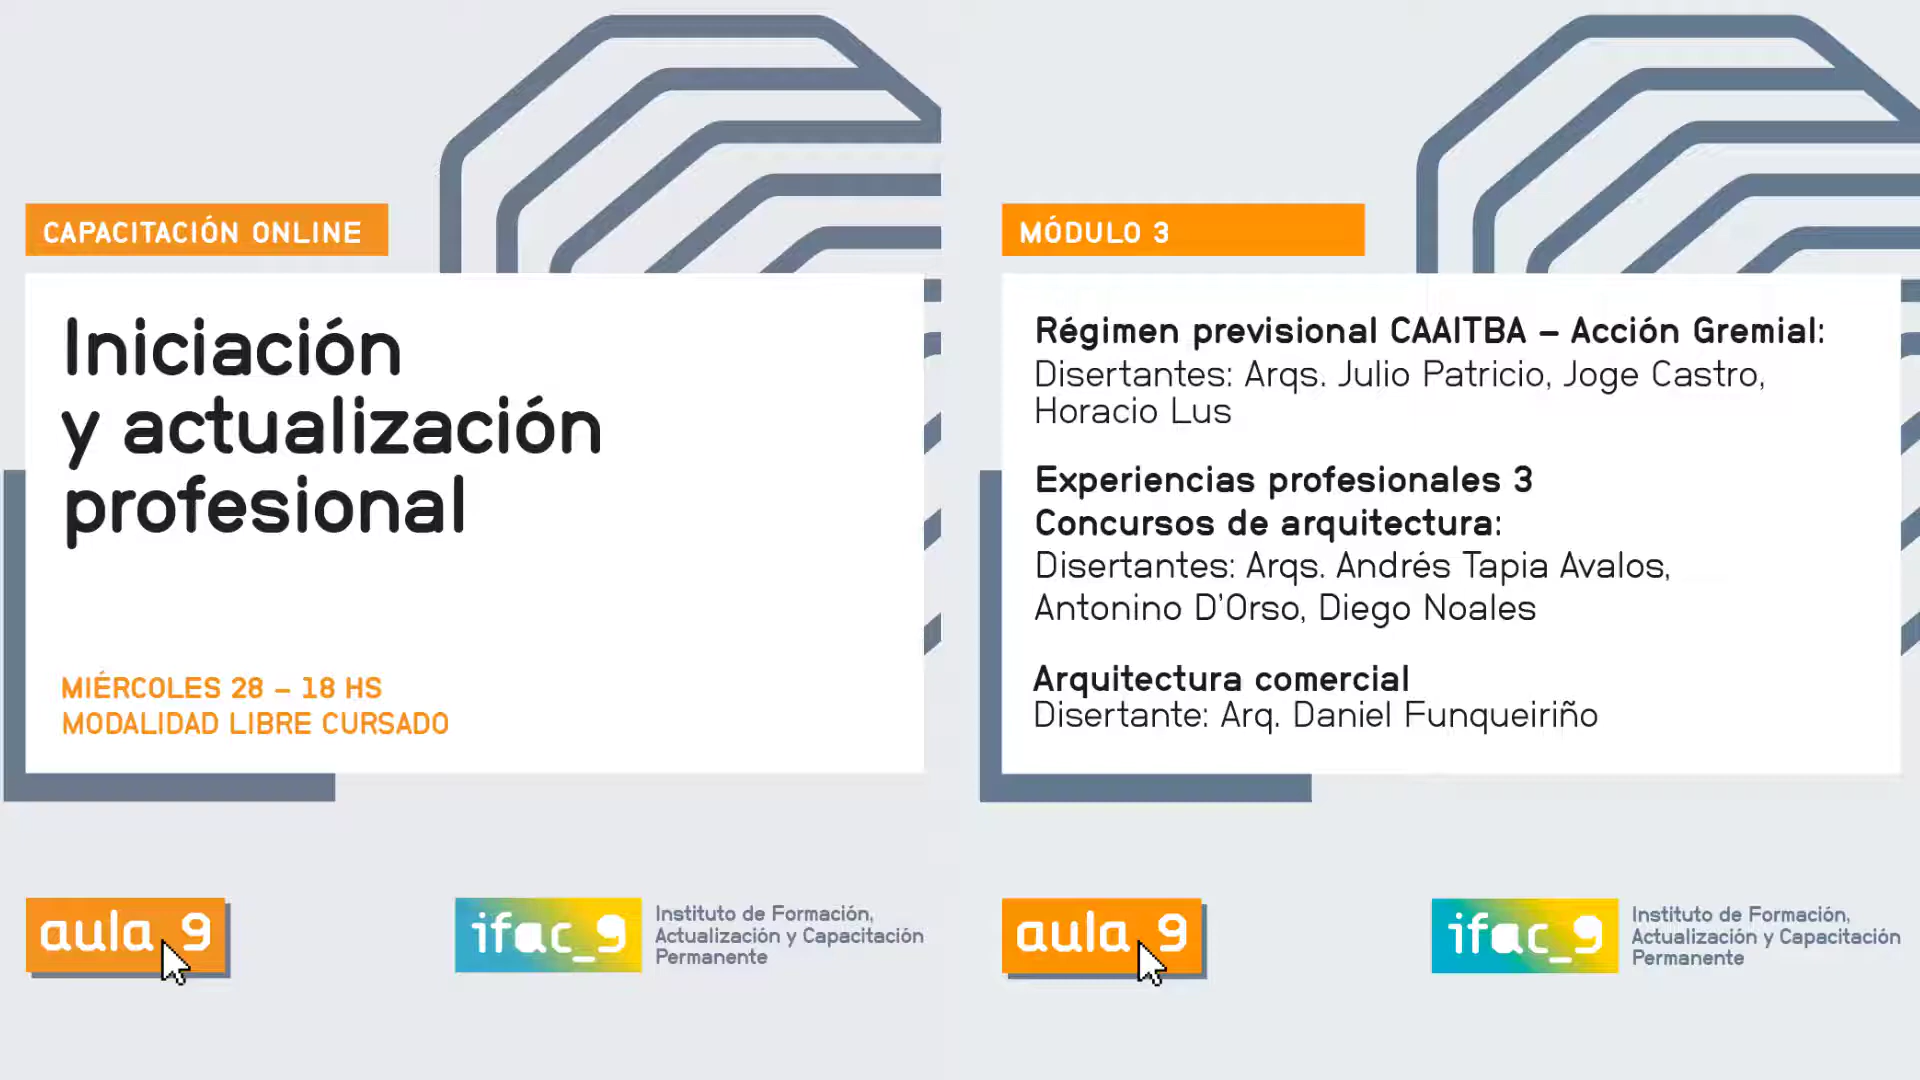 CAPACITACIÓN ONLINE
Iniciación
y actualización
profesional
MIÉRCOLES 28 – 18 HS
MODALIDAD LIBRE CURSADO
aula 9
ifac_9
Instituto de Formación,
Actualización y Capacitación
Permanente
MÓDULO 3
Régimen previsional CAAITBA – Acción Gremial:
Disertantes: Arqs. Julio Patricio, Joge Castro,
Horacio Lus
Experiencias profesionales 3
Concursos de arquitectura:
Disertantes: Arqs. Andrés Tapia Avalos,
Antonino D'Orso, Diego Noales
Arquitectura comercial
Disertante: Arq. Daniel Funqueiriño
aula 9
ifac_9
Instituto de Formación,
Actualización y Capacitación
Permanente